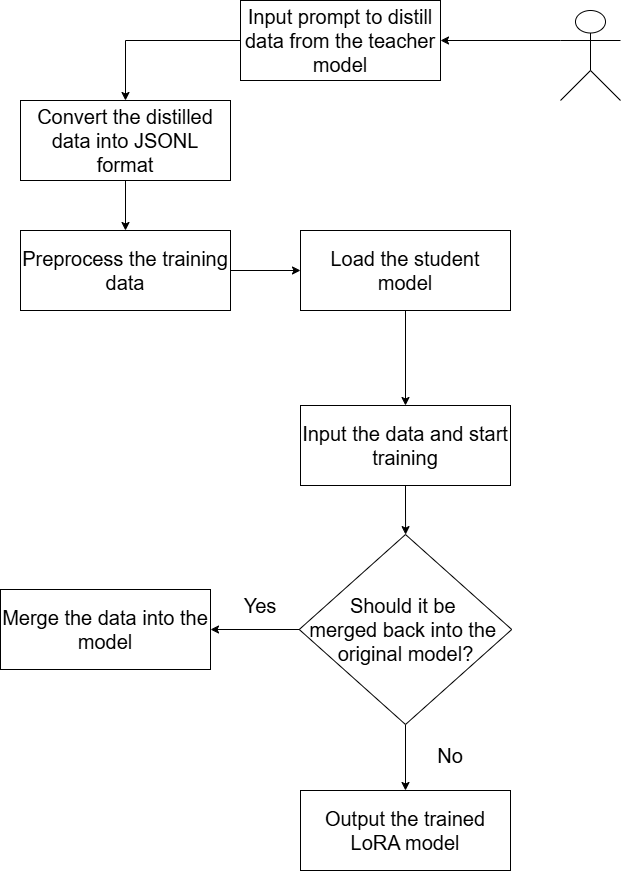 Input prompt to distill
data from the teacher
model
Convert the distilled
data into JSONL
format
Preprocess the training
data
Load the student
model
Input the data and start
training
Should it be
merged back into the
original model?
Yes
Merge the data into the
model
No
Output the trained
LoRA model